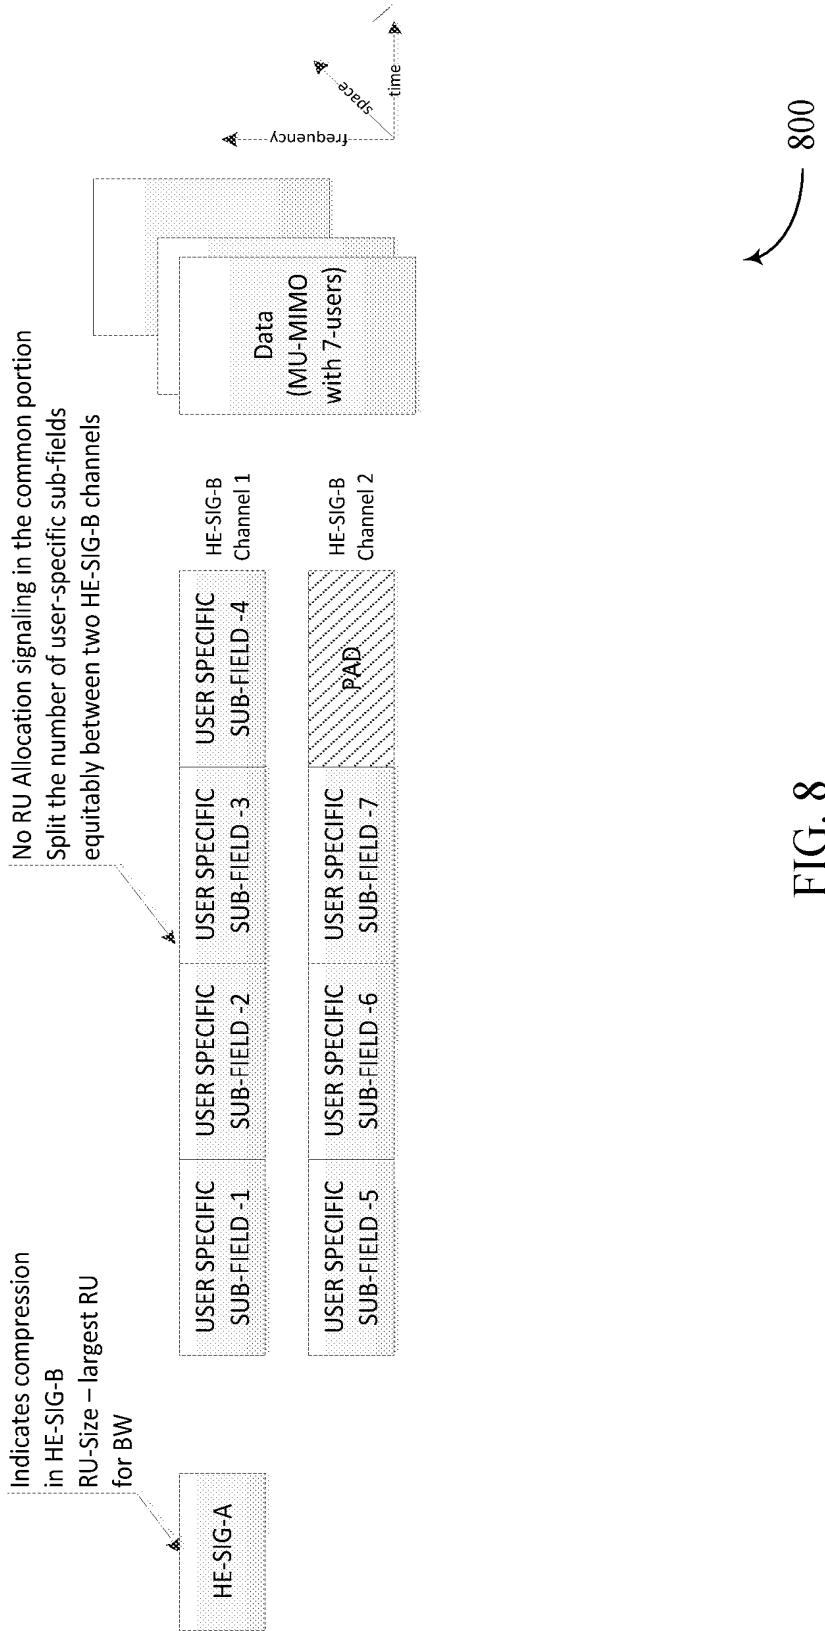 Indicates compression
in HE-SIG-B
RU-Size – largest RU
for BW
No RU Allocation signaling in the common portion
Split the number of user-specific sub-fields
equitably between two HE-SIG-B channels
HE-SIG-A
USER SPECIFIC
SUB-FIELD -1
USER SPECIFIC
SUB-FIELD -2
USER SPECIFIC
SUB-FIELD -3
USER SPECIFIC
SUB-FIELD -4
HE-SIG-B
Channel 1
USER SPECIFIC
SUB-FIELD -5
USER SPECIFIC
SUB-FIELD -6
USER SPECIFIC
SUB-FIELD -7
PAD
HE-SIG-B
Channel 2
Data
(MU-MIMO
with 7-users)
frequency
space
time
800
FIG. 8